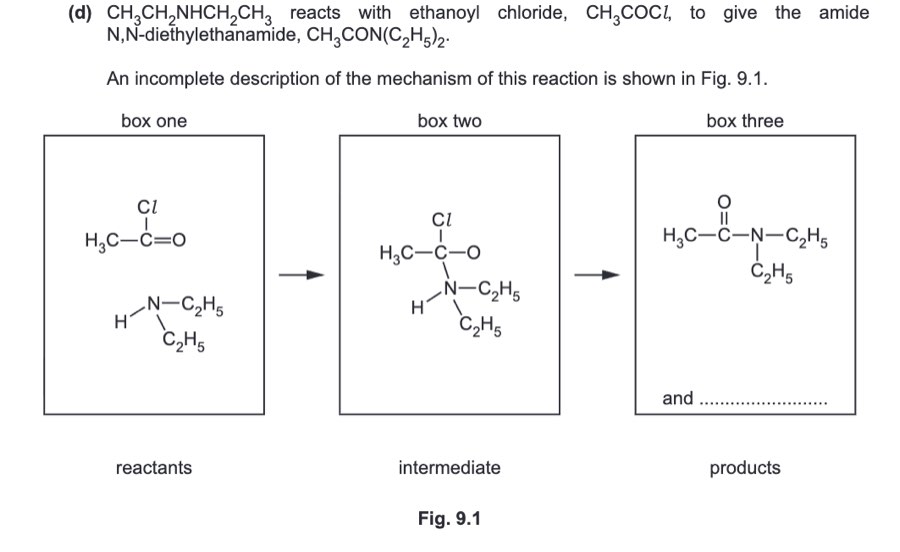 (d) CH₃CH₂NHCH₂CH₃ reacts with ethanoyl chloride, CH₃COCl, to give the amide
N,N-diethylethanamide, CH₃CON(C₂H₅)₂.
An incomplete description of the mechanism of this reaction is shown in Fig. 9.1.
box one
box two
box three
Cl
H₃C–C=O
N–C₂H₅
H
C₂H₅
Cl
H₃C–C–O
N–C₂H₅
H
C₂H₅
O
H₃C–C–N–C₂H₅
C₂H₅
and ..........................
reactants
intermediate
products
Fig. 9.1